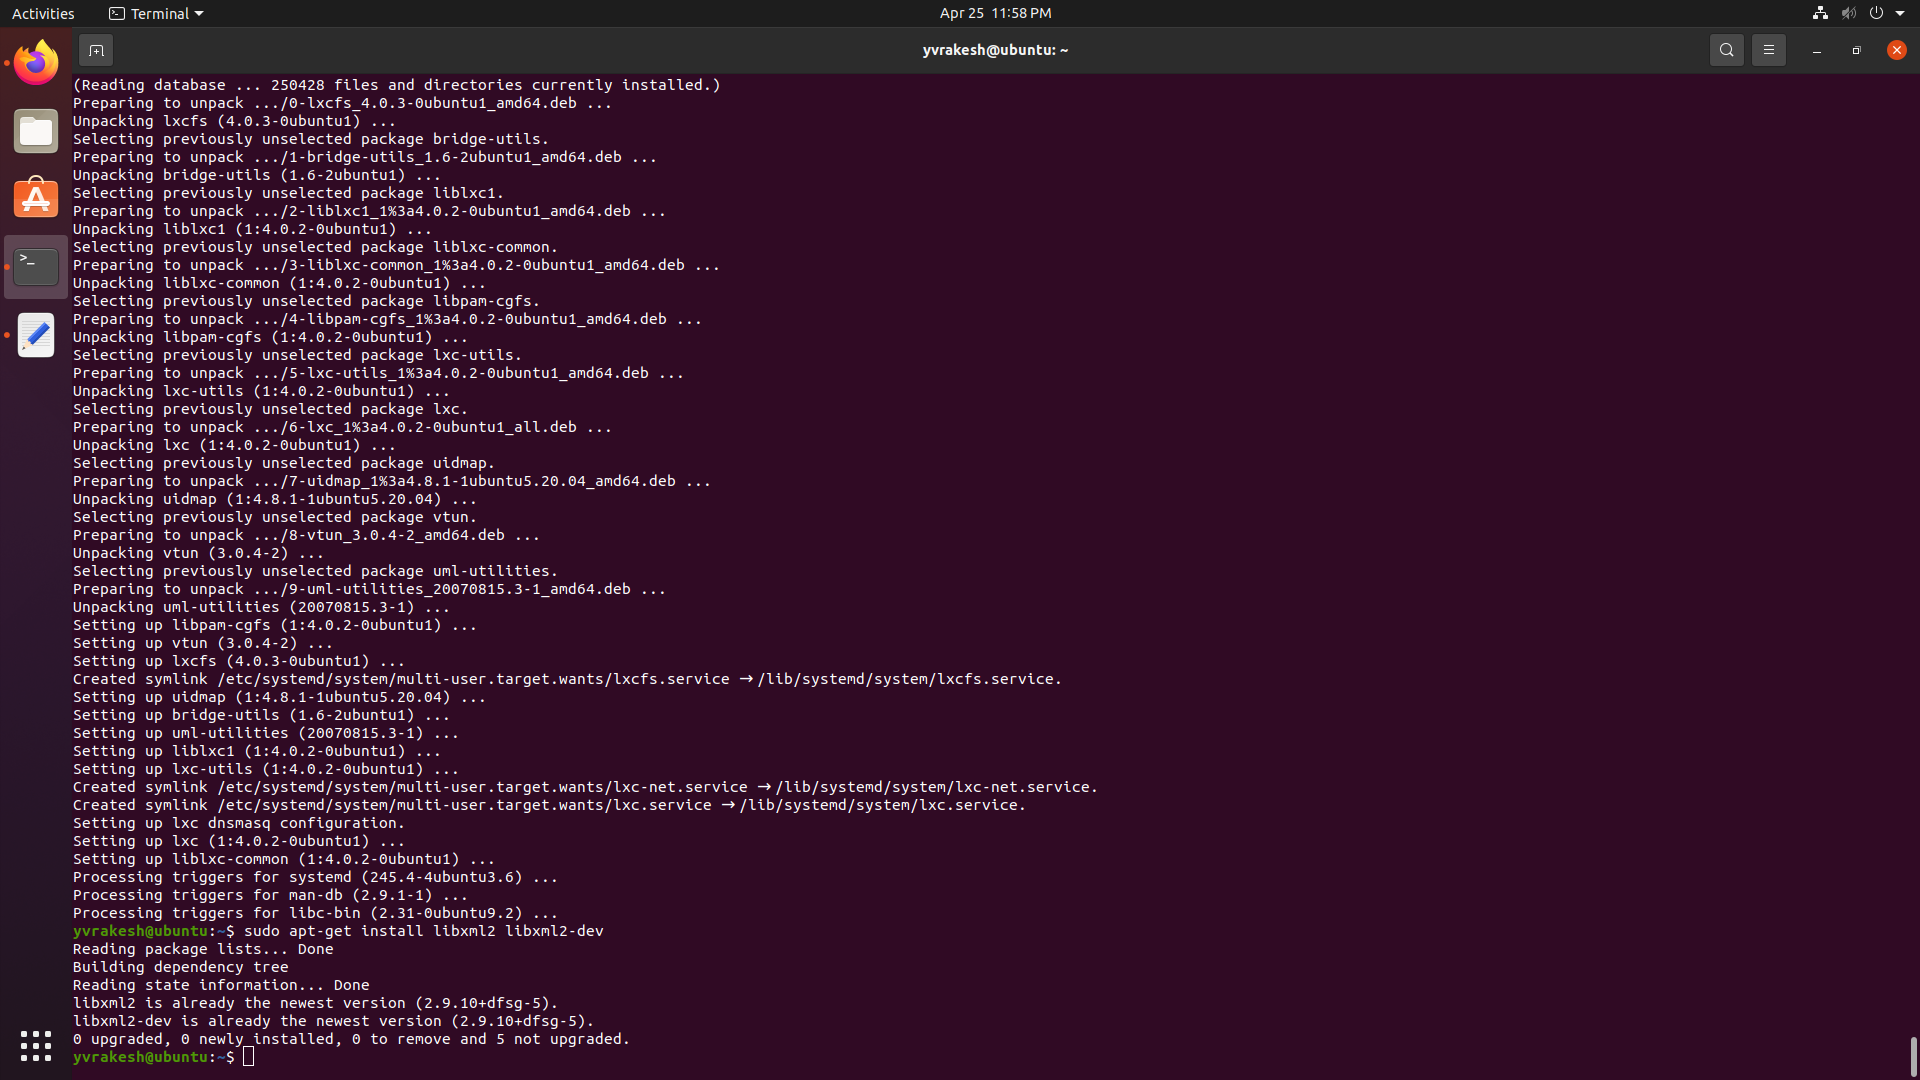 Activities
Terminal
Apr 25 11:58 PM
yvrakesh@ubuntu: ~
(Reading database ... 250428 files and directories currently installed.)
Preparing to unpack .../0-lxcfs_4.0.3-0ubuntu1_amd64.deb ...
Unpacking lxcfs (4.0.3-0ubuntu1) ...
Selecting previously unselected package bridge-utils.
Preparing to unpack .../1-bridge-utils_1.6-2ubuntu1_amd64.deb ...
Unpacking bridge-utils (1.6-2ubuntu1) ...
Selecting previously unselected package liblxc1.
Preparing to unpack .../2-liblxc1_1%3a4.0.2-0ubuntu1_amd64.deb ...
Unpacking liblxc1 (1:4.0.2-0ubuntu1) ...
Selecting previously unselected package liblxc-common.
Preparing to unpack .../3-liblxc-common_1%3a4.0.2-0ubuntu1_amd64.deb ...
Unpacking liblxc-common (1:4.0.2-0ubuntu1) ...
Selecting previously unselected package libpam-cgfs.
Preparing to unpack .../4-libpam-cgfs_1%3a4.0.2-0ubuntu1_amd64.deb ...
Unpacking libpam-cgfs (1:4.0.2-0ubuntu1) ...
Selecting previously unselected package lxc-utils.
Preparing to unpack .../5-lxc-utils_1%3a4.0.2-0ubuntu1_amd64.deb ...
Unpacking lxc-utils (1:4.0.2-0ubuntu1) ...
Selecting previously unselected package lxc.
Preparing to unpack .../6-lxc_1%3a4.0.2-0ubuntu1_all.deb ...
Unpacking lxc (1:4.0.2-0ubuntu1) ...
Selecting previously unselected package uidmap.
Preparing to unpack .../7-uidmap_1%3a4.8.1-1ubuntu5.20.04_amd64.deb ...
Unpacking uidmap (1:4.8.1-1ubuntu5.20.04) ...
Selecting previously unselected package vtun.
Preparing to unpack .../8-vtun_3.0.4-2_amd64.deb ...
Unpacking vtun (3.0.4-2) ...
Selecting previously unselected package uml-utilities.
Preparing to unpack .../9-uml-utilities_20070815.3-1_amd64.deb ...
Unpacking uml-utilities (20070815.3-1) ...
Setting up libpam-cgfs (1:4.0.2-0ubuntu1) ...
Setting up vtun (3.0.4-2) ...
Setting up lxcfs (4.0.3-0ubuntu1) ...
Created symlink /etc/systemd/system/multi-user.target.wants/lxcfs.service → /lib/systemd/system/lxcfs.service.
Setting up uidmap (1:4.8.1-1ubuntu5.20.04) ...
Setting up bridge-utils (1.6-2ubuntu1) ...
Setting up uml-utilities (20070815.3-1) ...
Setting up liblxc1 (1:4.0.2-0ubuntu1) ...
Setting up lxc-utils (1:4.0.2-0ubuntu1) ...
Created symlink /etc/systemd/system/multi-user.target.wants/lxc-net.service → /lib/systemd/system/lxc-net.service.
Created symlink /etc/systemd/system/multi-user.target.wants/lxc.service → /lib/systemd/system/lxc.service.
Setting up lxc dnsmasq configuration.
Setting up lxc (1:4.0.2-0ubuntu1) ...
Setting up liblxc-common (1:4.0.2-0ubuntu1) ...
Processing triggers for systemd (245.4-4ubuntu3.6) ...
Processing triggers for man-db (2.9.1-1) ...
Processing triggers for libc-bin (2.31-0ubuntu9.2) ...
yvrakesh@ubuntu:~$ sudo apt-get install libxml2 libxml2-dev
Reading package lists... Done
Building dependency tree
Reading state information... Done
libxml2 is already the newest version (2.9.10+dfsg-5).
libxml2-dev is already the newest version (2.9.10+dfsg-5).
0 upgraded, 0 newly installed, 0 to remove and 5 not upgraded.
yvrakesh@ubuntu:~$